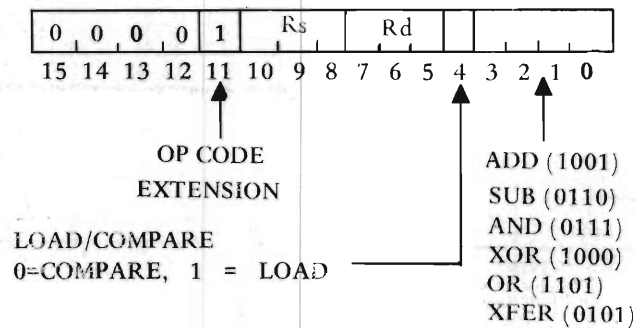 0 0 0 0 1 Rs Rd
15 14 13 12 11 10 9 8 7 6 5 4 3 2 1 0
OP CODE
EXTENSION
LOAD/COMPARE
0=COMPARE, 1 = LOAD
ADD (1001)
SUB (0110)
AND (0111)
XOR (1000)
OR (1101)
XFER (0101)